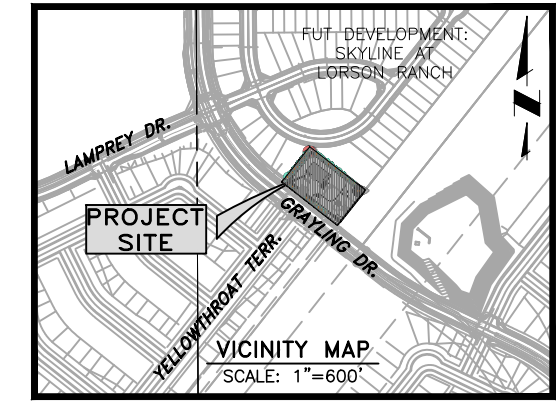 FUT DEVELOPMENT:
SKYLINE AT
LORSON RANCH
N
LAMPREY DR.
PROJECT
SITE
GRAYLING DR.
YELLOWTHROAT TERR.
VICINITY MAP
SCALE: 1"=600'